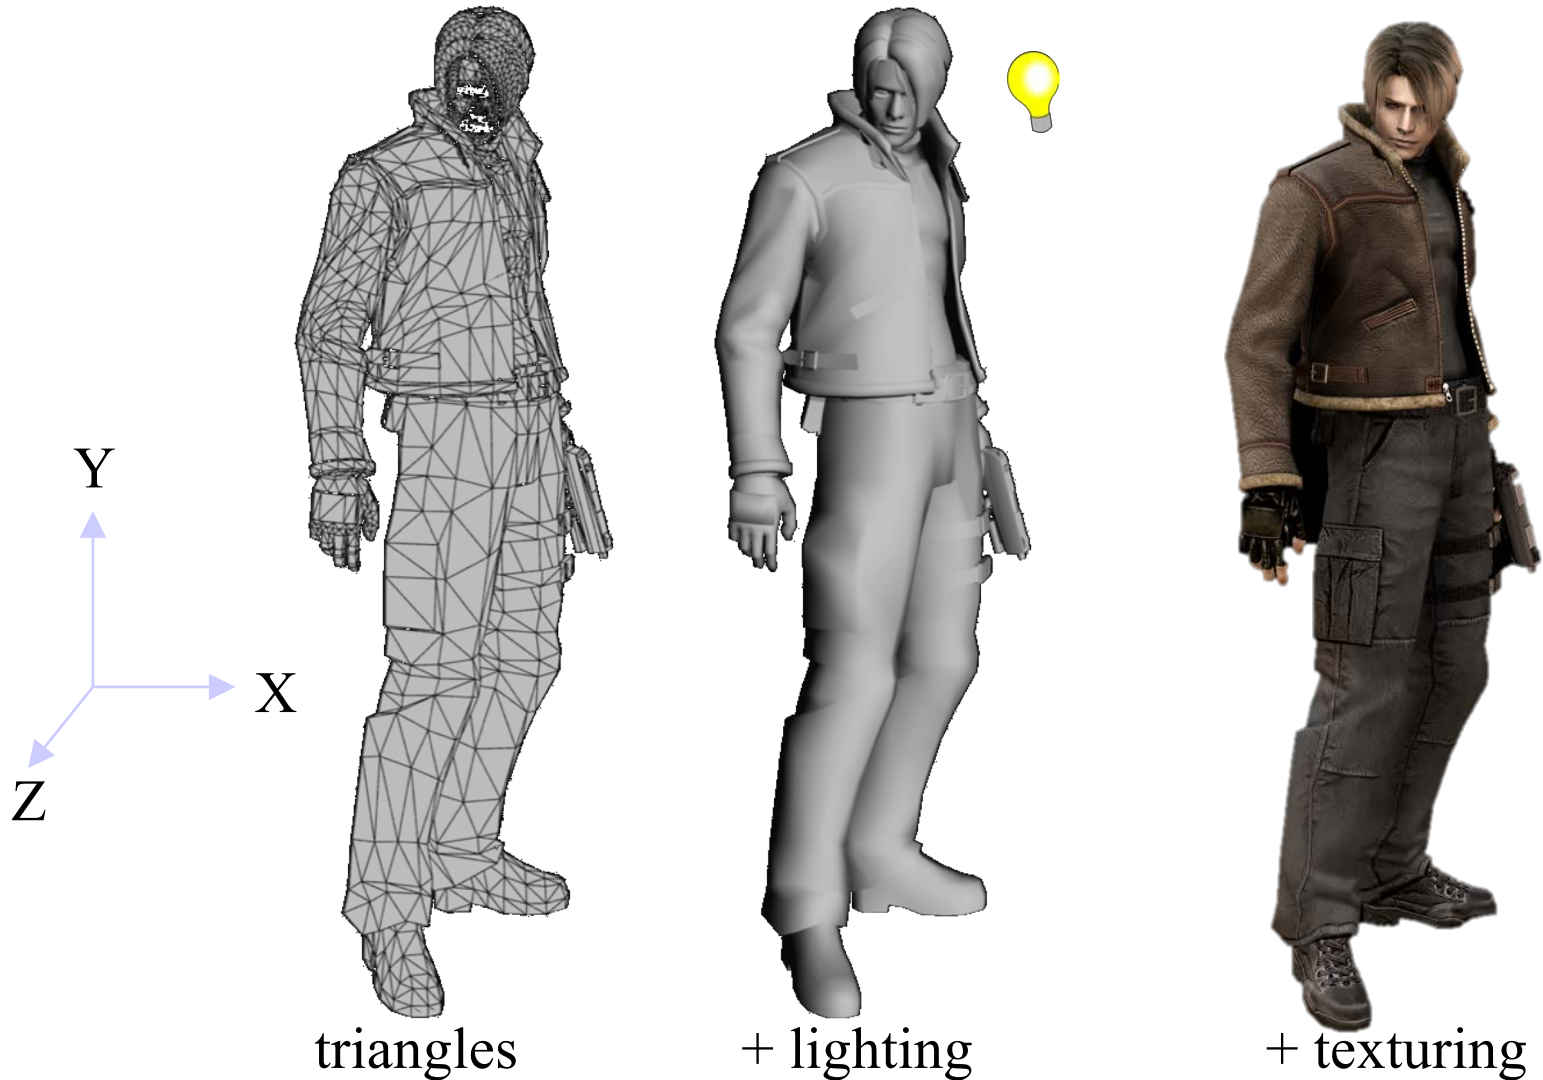 Y
X
Z
triangles
+ lighting
+ texturing